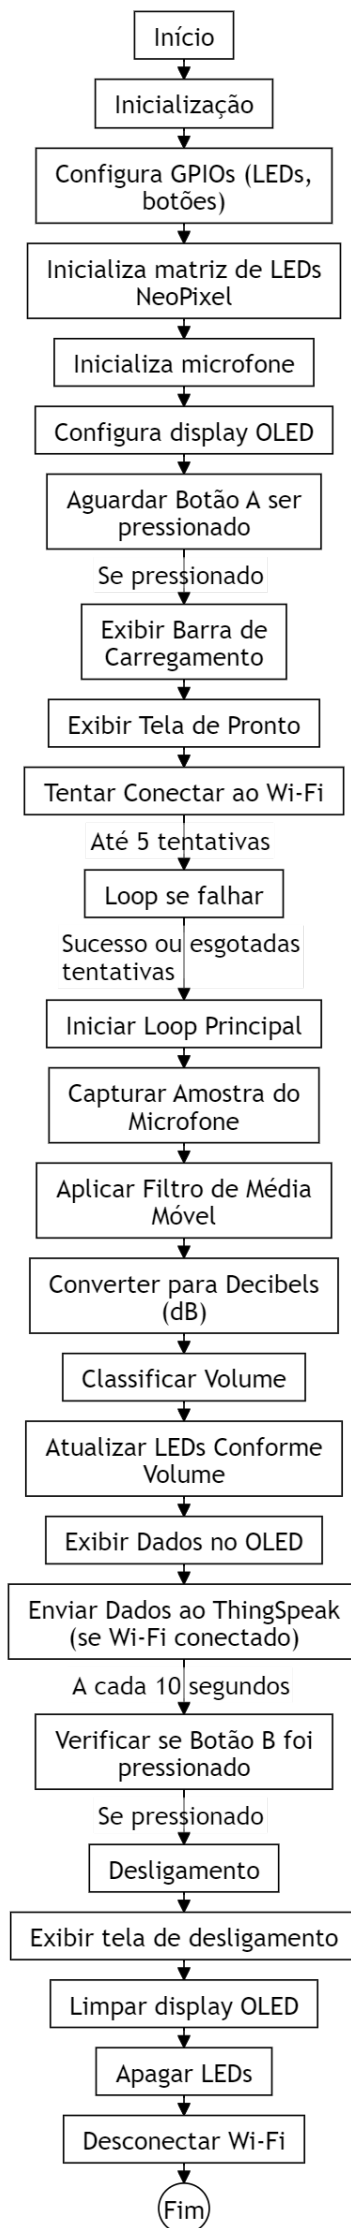 Início
Inicialização
Configura GPIOs (LEDs,
botões)
Inicializa matriz de LEDs
NeoPixel
Inicializa microfone
Configura display OLED
Aguardar Botão A ser
pressionado
Se pressionado
Exibir Barra de
Carregamento
Exibir Tela de Pronto
Tentar Conectar ao Wi-Fi
Até 5 tentativas
Loop se falhar
Sucesso ou esgotadas
tentativas
Iniciar Loop Principal
Capturar Amostra do
Microfone
Aplicar Filtro de Média
Móvel
Converter para Decibels
(dB)
Classificar Volume
Atualizar LEDs Conforme
Volume
Exibir Dados no OLED
Enviar Dados ao ThingSpeak
(se Wi-Fi conectado)
A cada 10 segundos
Verificar se Botão B foi
pressionado
Se pressionado
Desligamento
Exibir tela de desligamento
Limpar display OLED
Apagar LEDs
Desconectar Wi-Fi
Fim